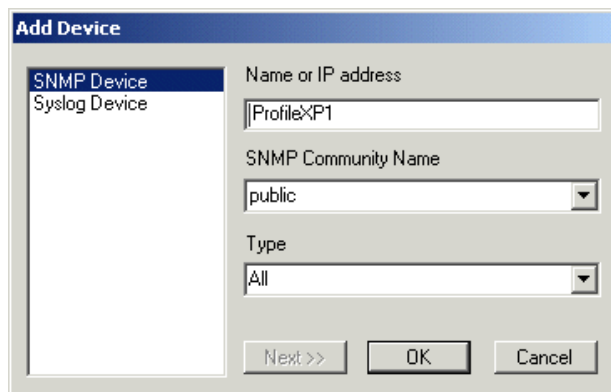 Add Device
SNMP Device
Syslog Device
Name or IP address
ProfileXP1
SNMP Community Name
public
Type
All
Next >>
OK
Cancel